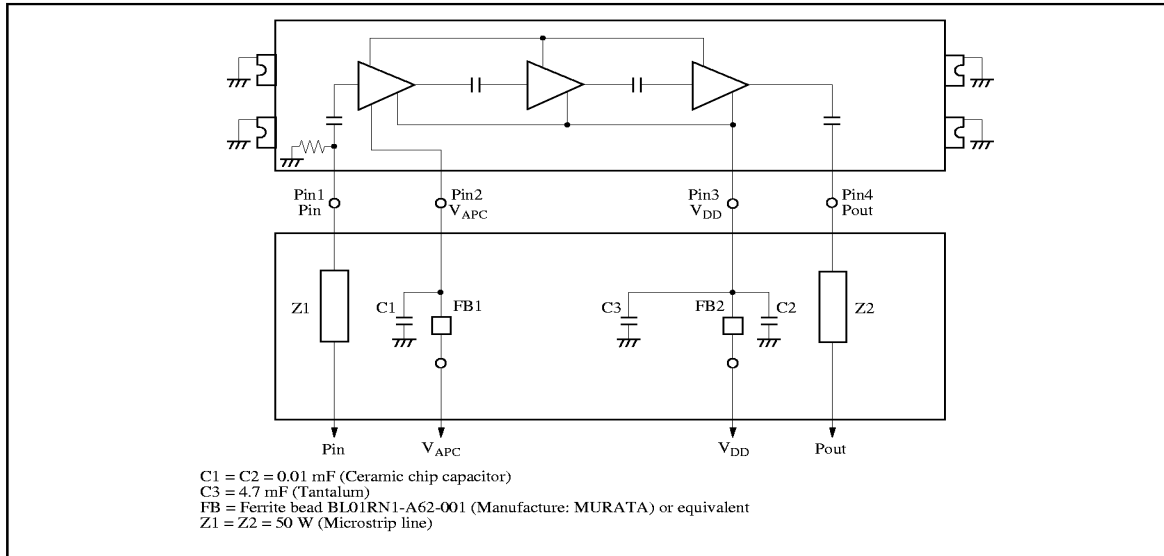 Pin1 Pin2 Pin3 Pin4
Pin VAPC VDD Pout
Z1 C1 FB1 C3 FB2 C2 Z2
Pin VAPC VDD Pout
C1 = C2 = 0.01 mF (Ceramic chip capacitor)
C3 = 4.7 mF (Tantalum)
FB = Ferrite bead BL01RN1-A62-001 (Manufacture: MURATA) or equivalent
Z1 = Z2 = 50 W (Microstrip line)